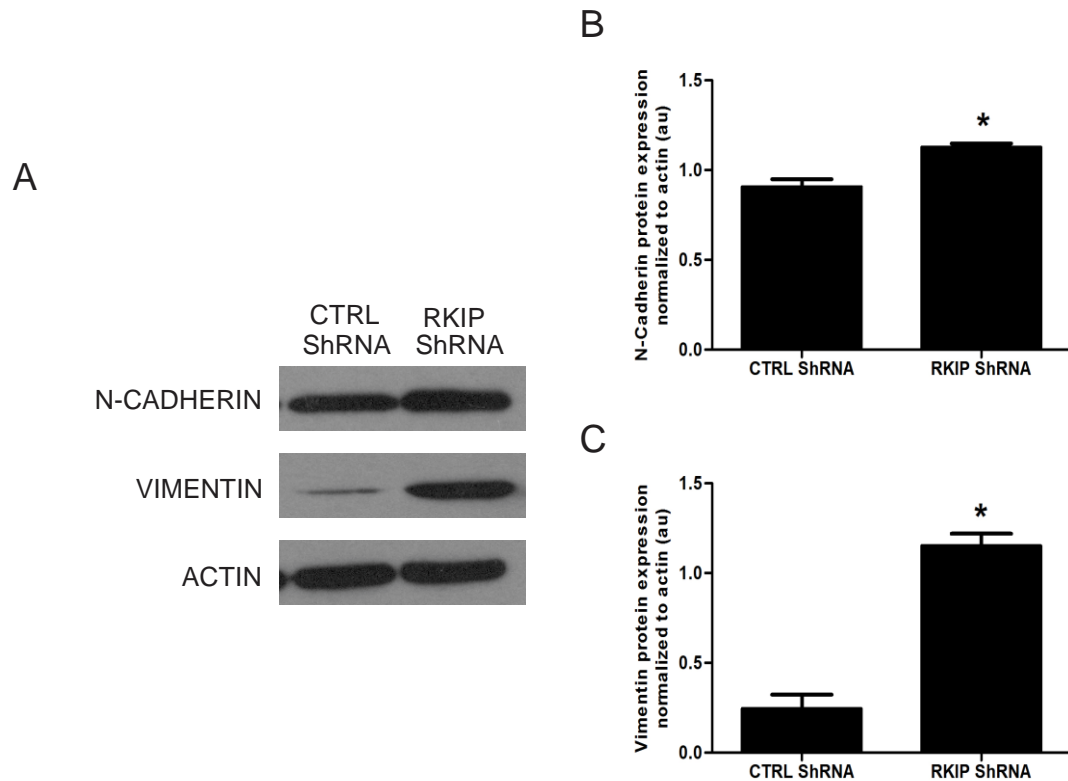 A
CTRL
ShRNA
RKIP
ShRNA
N-CADHERIN
VIMENTIN
ACTIN
B
N-Cadherin protein expression
normalized to actin (au)
1.5
1.0
0.5
0.0
*
CTRL ShRNA
RKIP ShRNA
C
Vimentin protein expression
normalized to actin (au)
1.5
1.0
0.5
0.0
*
CTRL ShRNA
RKIP ShRNA